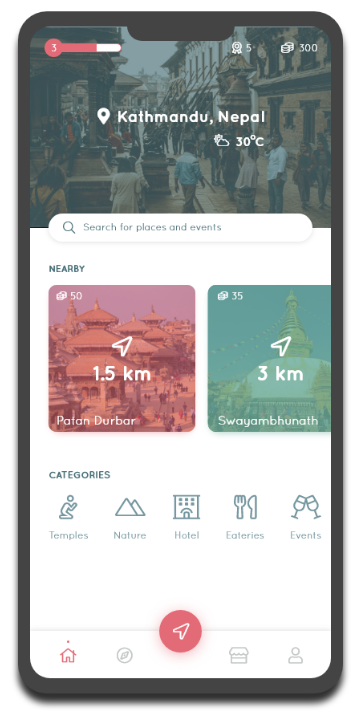 3
5
300
Kathmandu, Nepal
30°C
Search for places and events
NEARBY
50
1.5 km
Patan Durbar
35
3 km
Swayambhunath
CATEGORIES
Temples
Nature
Hotel
Eateries
Events